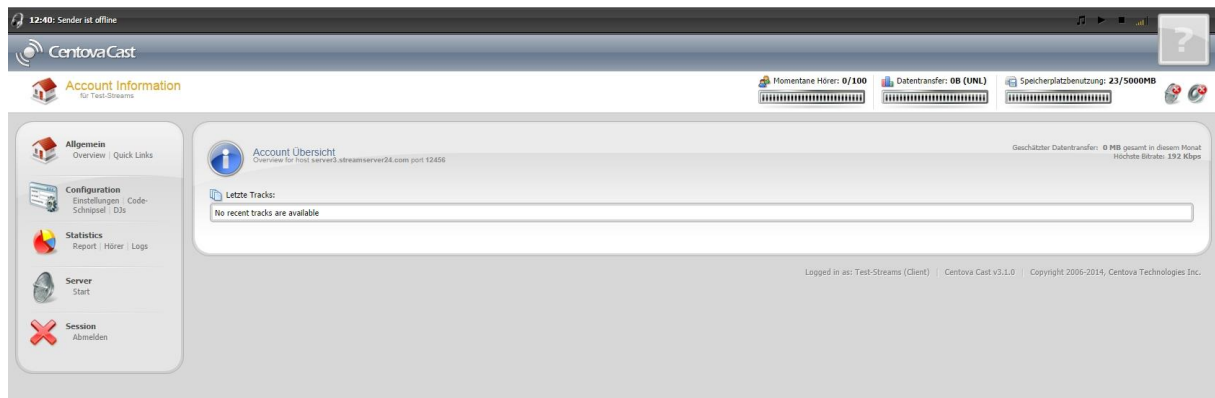 12:40: Sender ist offline
CentovaCast
Account Information
für Test-Streams
Momentane Hörer: 0/100
Datentransfer: 0B (UNL)
Speicherplatzbenutzung: 23/5000MB
Allgemein
Overview | Quick Links
Configuration
Einstellungen | Code-
Schnipsel | DJs
Statistics
Report | Hörer | Logs
Server
Start
Session
Abmelden
Account Übersicht
Overview for host server3.streamserver24.com port 12456
Geschätzter Datentransfer: 0 MB gesamt in diesem Monat
Höchste Bitrate: 192 Kbps
Letzte Tracks:
No recent tracks are available
Logged in as: Test-Streams (Client) | Centova Cast v3.1.0 | Copyright 2006-2014, Centova Technologies Inc.